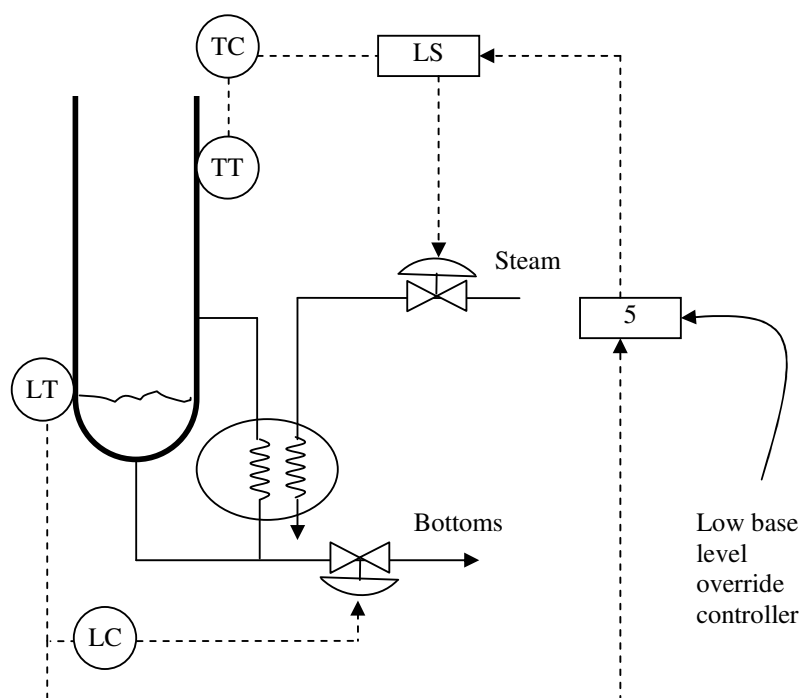 TC
LS
TT
Steam
5
LT
Bottoms
Low base
level
override
controller
LC